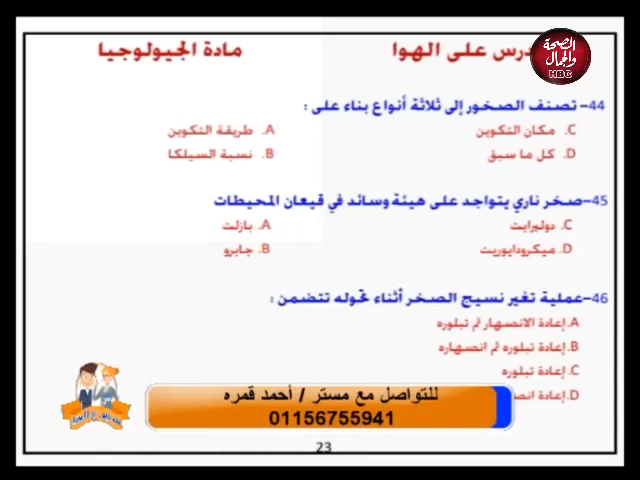 درس على الهوا
مادة الجيولوجيا
الصحة
والجمال
HBC
44- تصنف الصخور إلى ثلاثة أنواع بناء على :
A. طريقة التكوين
C. مكان التكوين
B. نسبة السيلكا
D. كل ما سبق
45- صخر ناري يتواجد على هيئة وسائد في قيعان المحيطات
A. بازلت
C. دوليرايت
B. جابرو
D. ميكرودايوريت
46- عملية تغير نسيج الصخر أثناء تحوله تتضمن :
A. إعادة الانصهار ثم تبلوره
B. إعادة تبلوره ثم انصهاره
C. إعادة تبلوره
D. إعادة
للتواصل مع مستر / أحمد قمره
01156755941
23